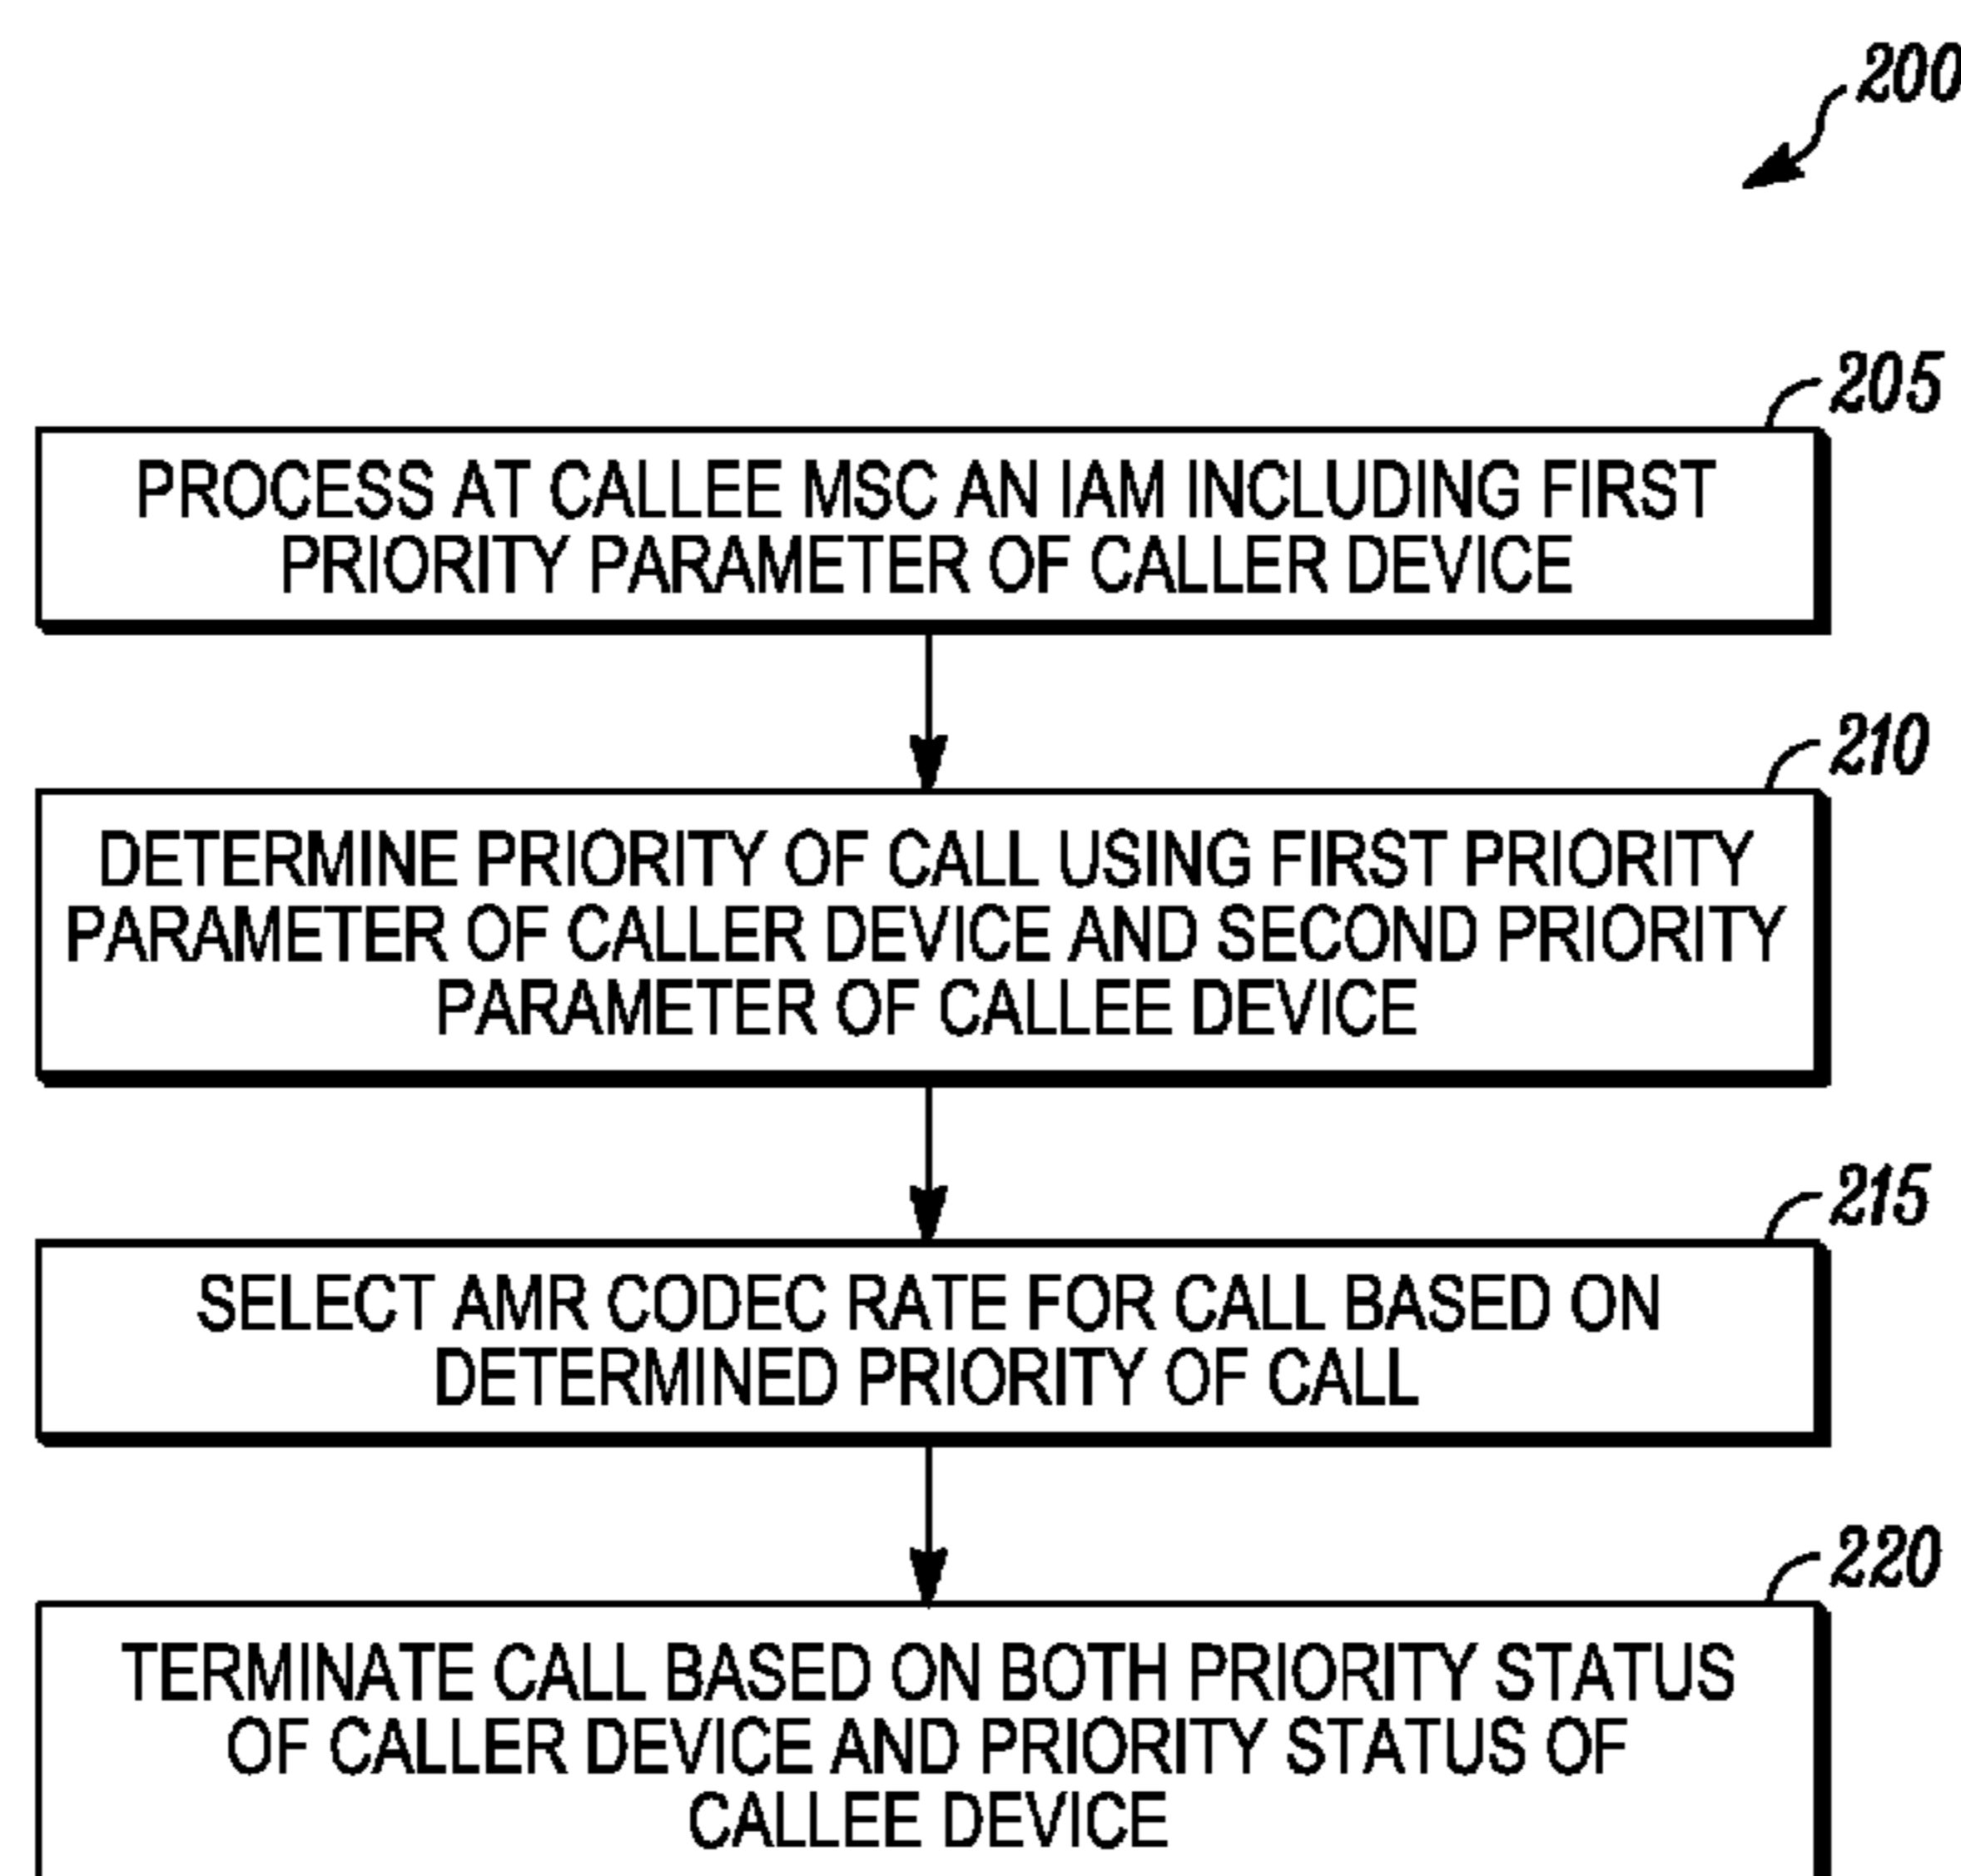 200
205
PROCESS AT CALLEE MSC AN IAM INCLUDING FIRST
PRIORITY PARAMETER OF CALLER DEVICE
210
DETERMINE PRIORITY OF CALL USING FIRST PRIORITY
PARAMETER OF CALLER DEVICE AND SECOND PRIORITY
PARAMETER OF CALLEE DEVICE
215
SELECT AMR CODEC RATE FOR CALL BASED ON
DETERMINED PRIORITY OF CALL
220
TERMINATE CALL BASED ON BOTH PRIORITY STATUS
OF CALLER DEVICE AND PRIORITY STATUS OF
CALLEE DEVICE